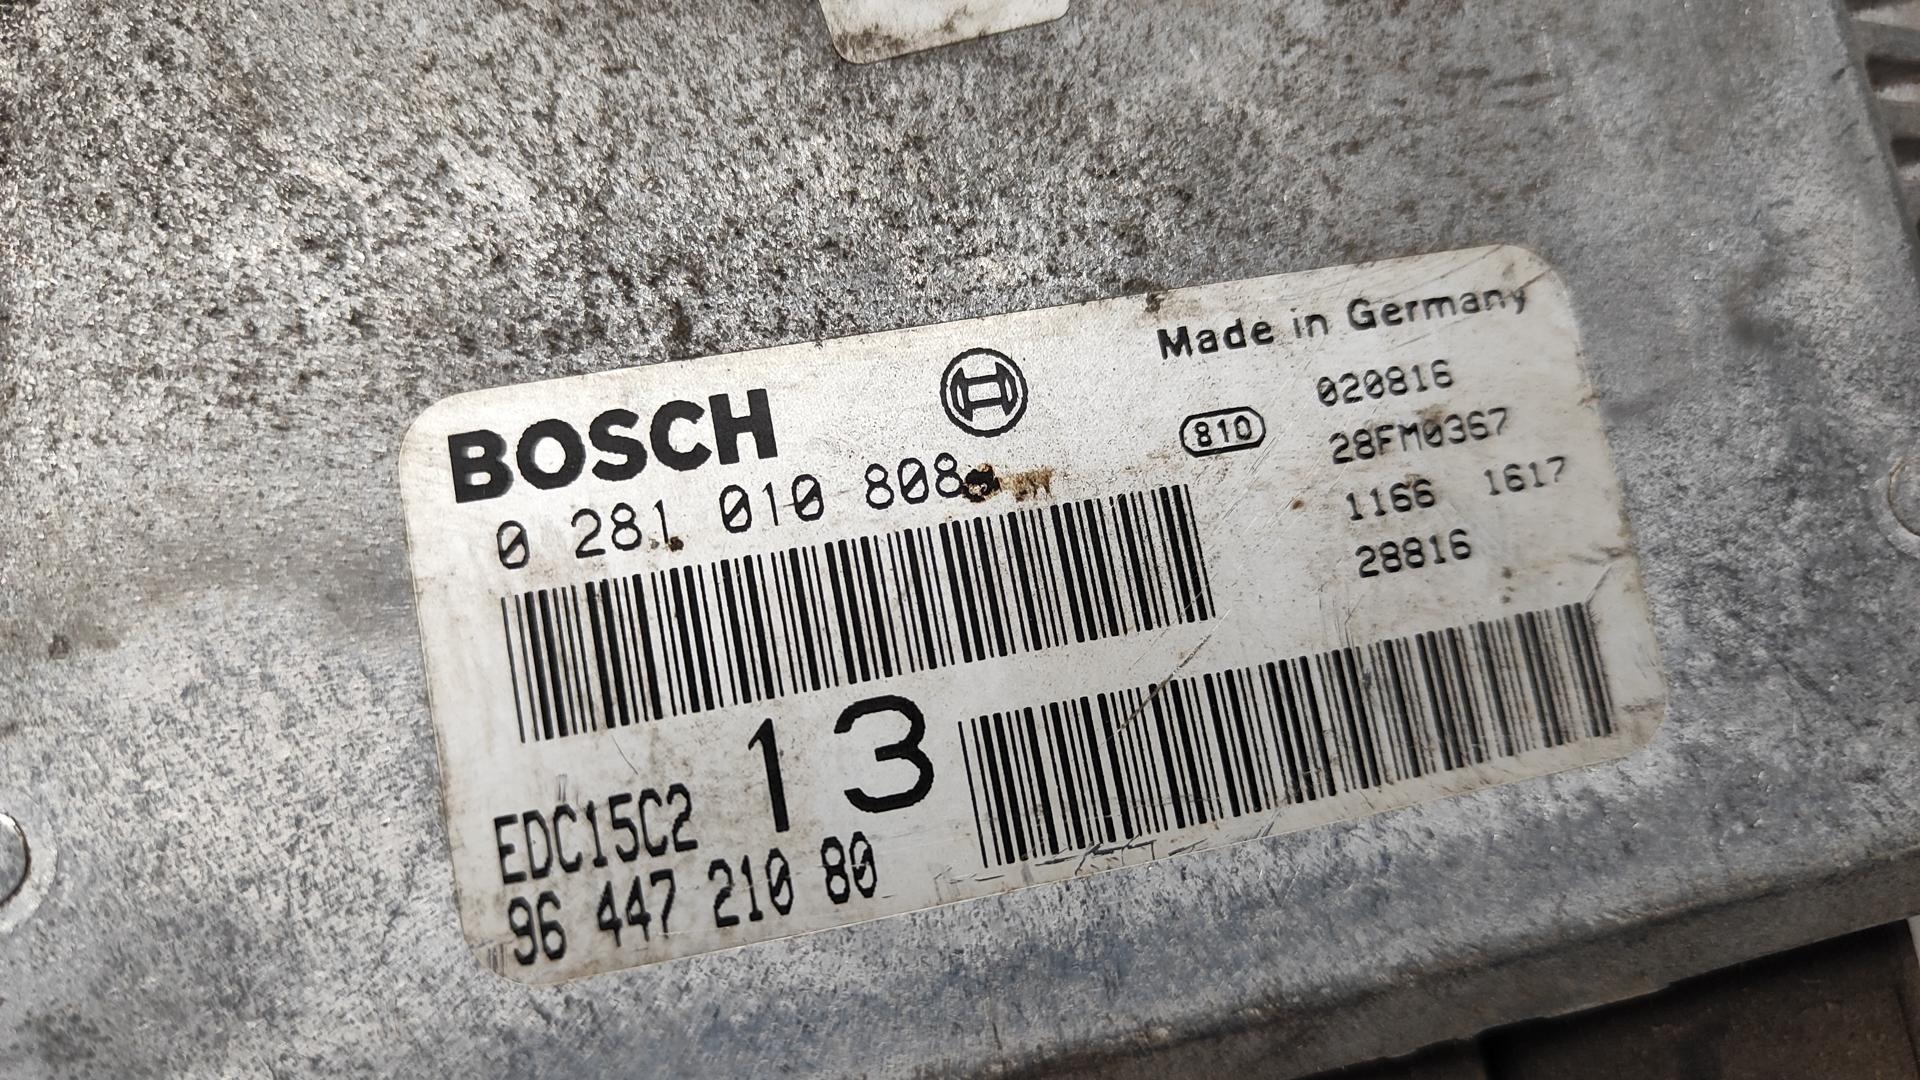 BOSCH
Made in Germany
0 281 010 808
810
020816
28FM0367
1166 1617
28816
13
EDC15C2
96 447 210 80